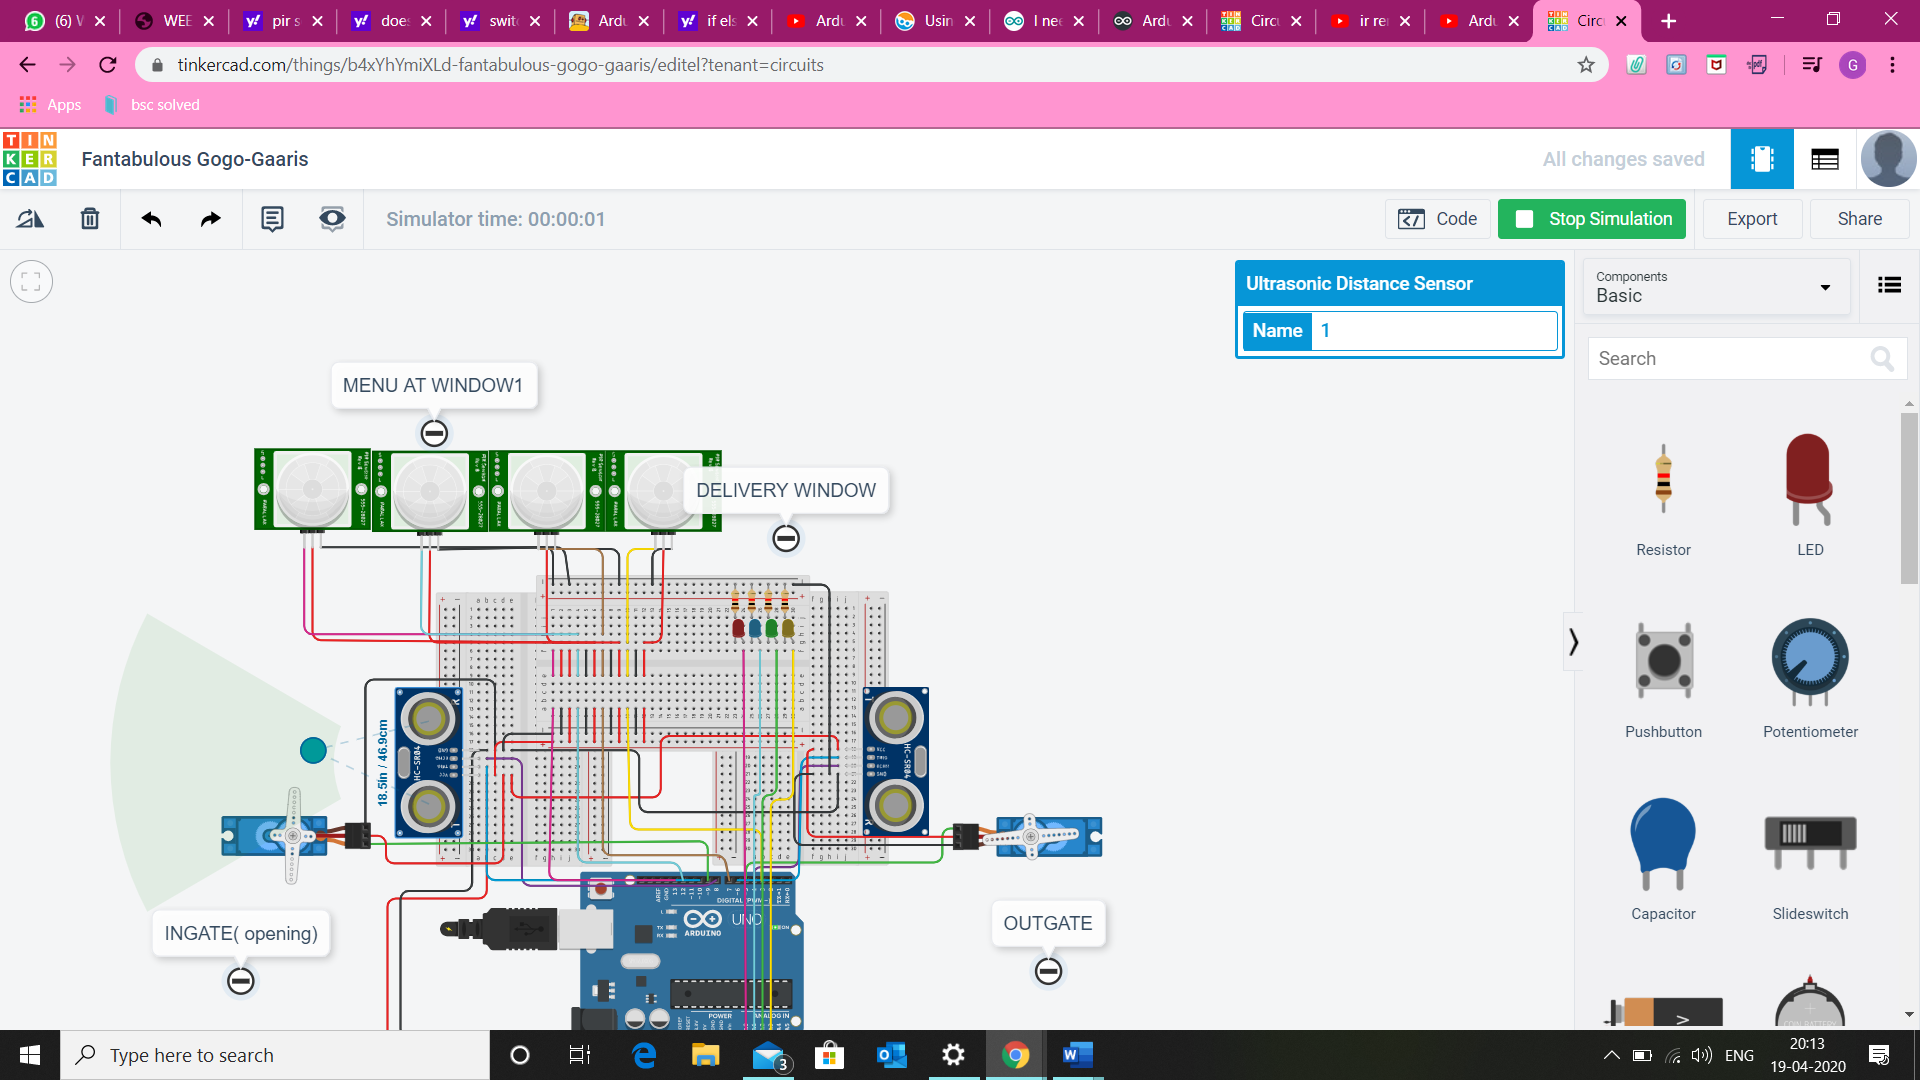 (6) W
WEE
pir s
does
swit
Ardu
if els
Ardu
Usin
I nee
Ardu
Circu
ir re
Ardu
Circ
tinkercad.com/things/b4xYhYmiXLd-fantabulous-gogo-gaaris/editel?tenant=circuits
G
Apps
bsc solved
TIN
KER
CAD
Fantabulous Gogo-Gaaris
All changes saved
Simulator time: 00:00:01
Code
Stop Simulation
Export
Share
Ultrasonic Distance Sensor
Name 1
Components
Basic
Search
MENU AT WINDOW1
DELIVERY WINDOW
Resistor
LED
Pushbutton
Potentiometer
18.5in / 46.9cm
HC-SR04
HC-SR04
INGATE( opening)
OUTGATE
UNO
ARDUINO
POWER
ANALOG IN
Capacitor
Slideswitch
Type here to search
3
ENG
20:13
19-04-2020